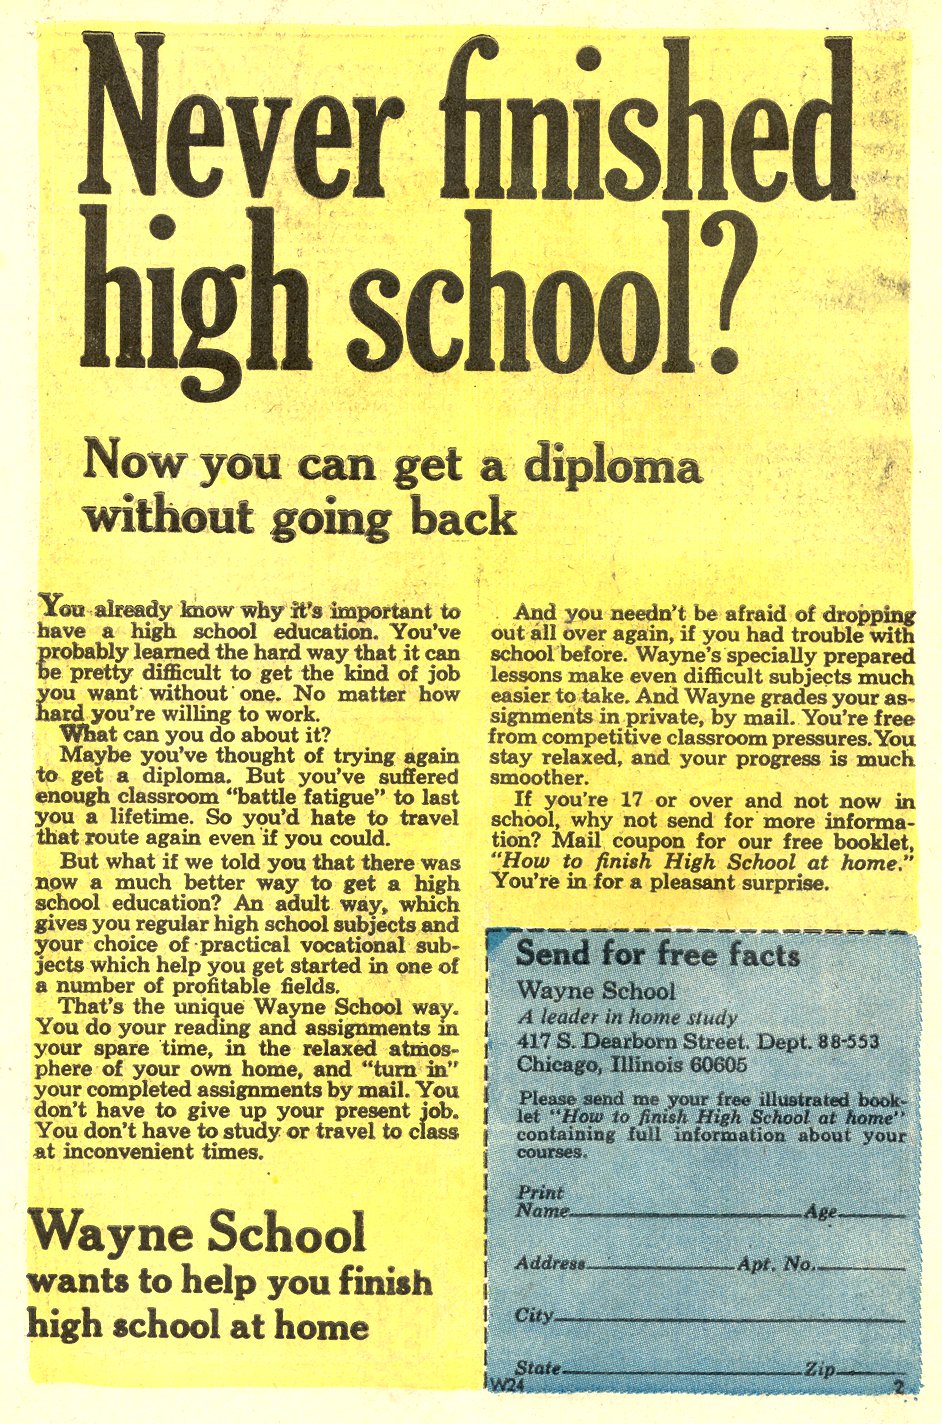 Never finished
high school?
Now you can get a diploma
without going back
You already know why it's important to
have a high school education. You've
probably learned the hard way that it can
be pretty difficult to get the kind of job
you want without one. No matter how
hard you're willing to work.
What can you do about it?
Maybe you've thought of trying again
to get a diploma. But you've suffered
enough classroom "battle fatigue" to last
you a lifetime. So you'd hate to travel
that route again even if you could.
But what if we told you that there was
now a much better way to get a high
school education? An adult way, which
gives you regular high school subjects and
your choice of practical vocational sub-
jects which help you get started in one of
a number of profitable fields.
That's the unique Wayne School way.
You do your reading and assignments in
your spare time, in the relaxed atmos-
phere of your own home, and "turn in"
your completed assignments by mail. You
don't have to give up your present job.
You don't have to study or travel to class
at inconvenient times.
Wayne School
wants to help you finish
high school at home
And you needn't be afraid of dropping
out all over again, if you had trouble with
school before. Wayne's specially prepared
lessons make even difficult subjects much
easier to take. And Wayne grades your as-
signments in private, by mail. You're free
from competitive classroom pressures. You
stay relaxed, and your progress is much
smoother.
If you're 17 or over and not now in
school, why not send for more informa-
tion? Mail coupon for our free booklet,
"How to finish High School at home."
You're in for a pleasant surprise.
Send for free facts
Wayne School
A leader in home study
417 S. Dearborn Street. Dept. 88-553
Chicago, Illinois 60605
Please send me your free illustrated book-
let "How to finish High School at home"
containing full information about your
courses.
Print
Name Age
Address Apt. No.
City
State Zip
W24 2